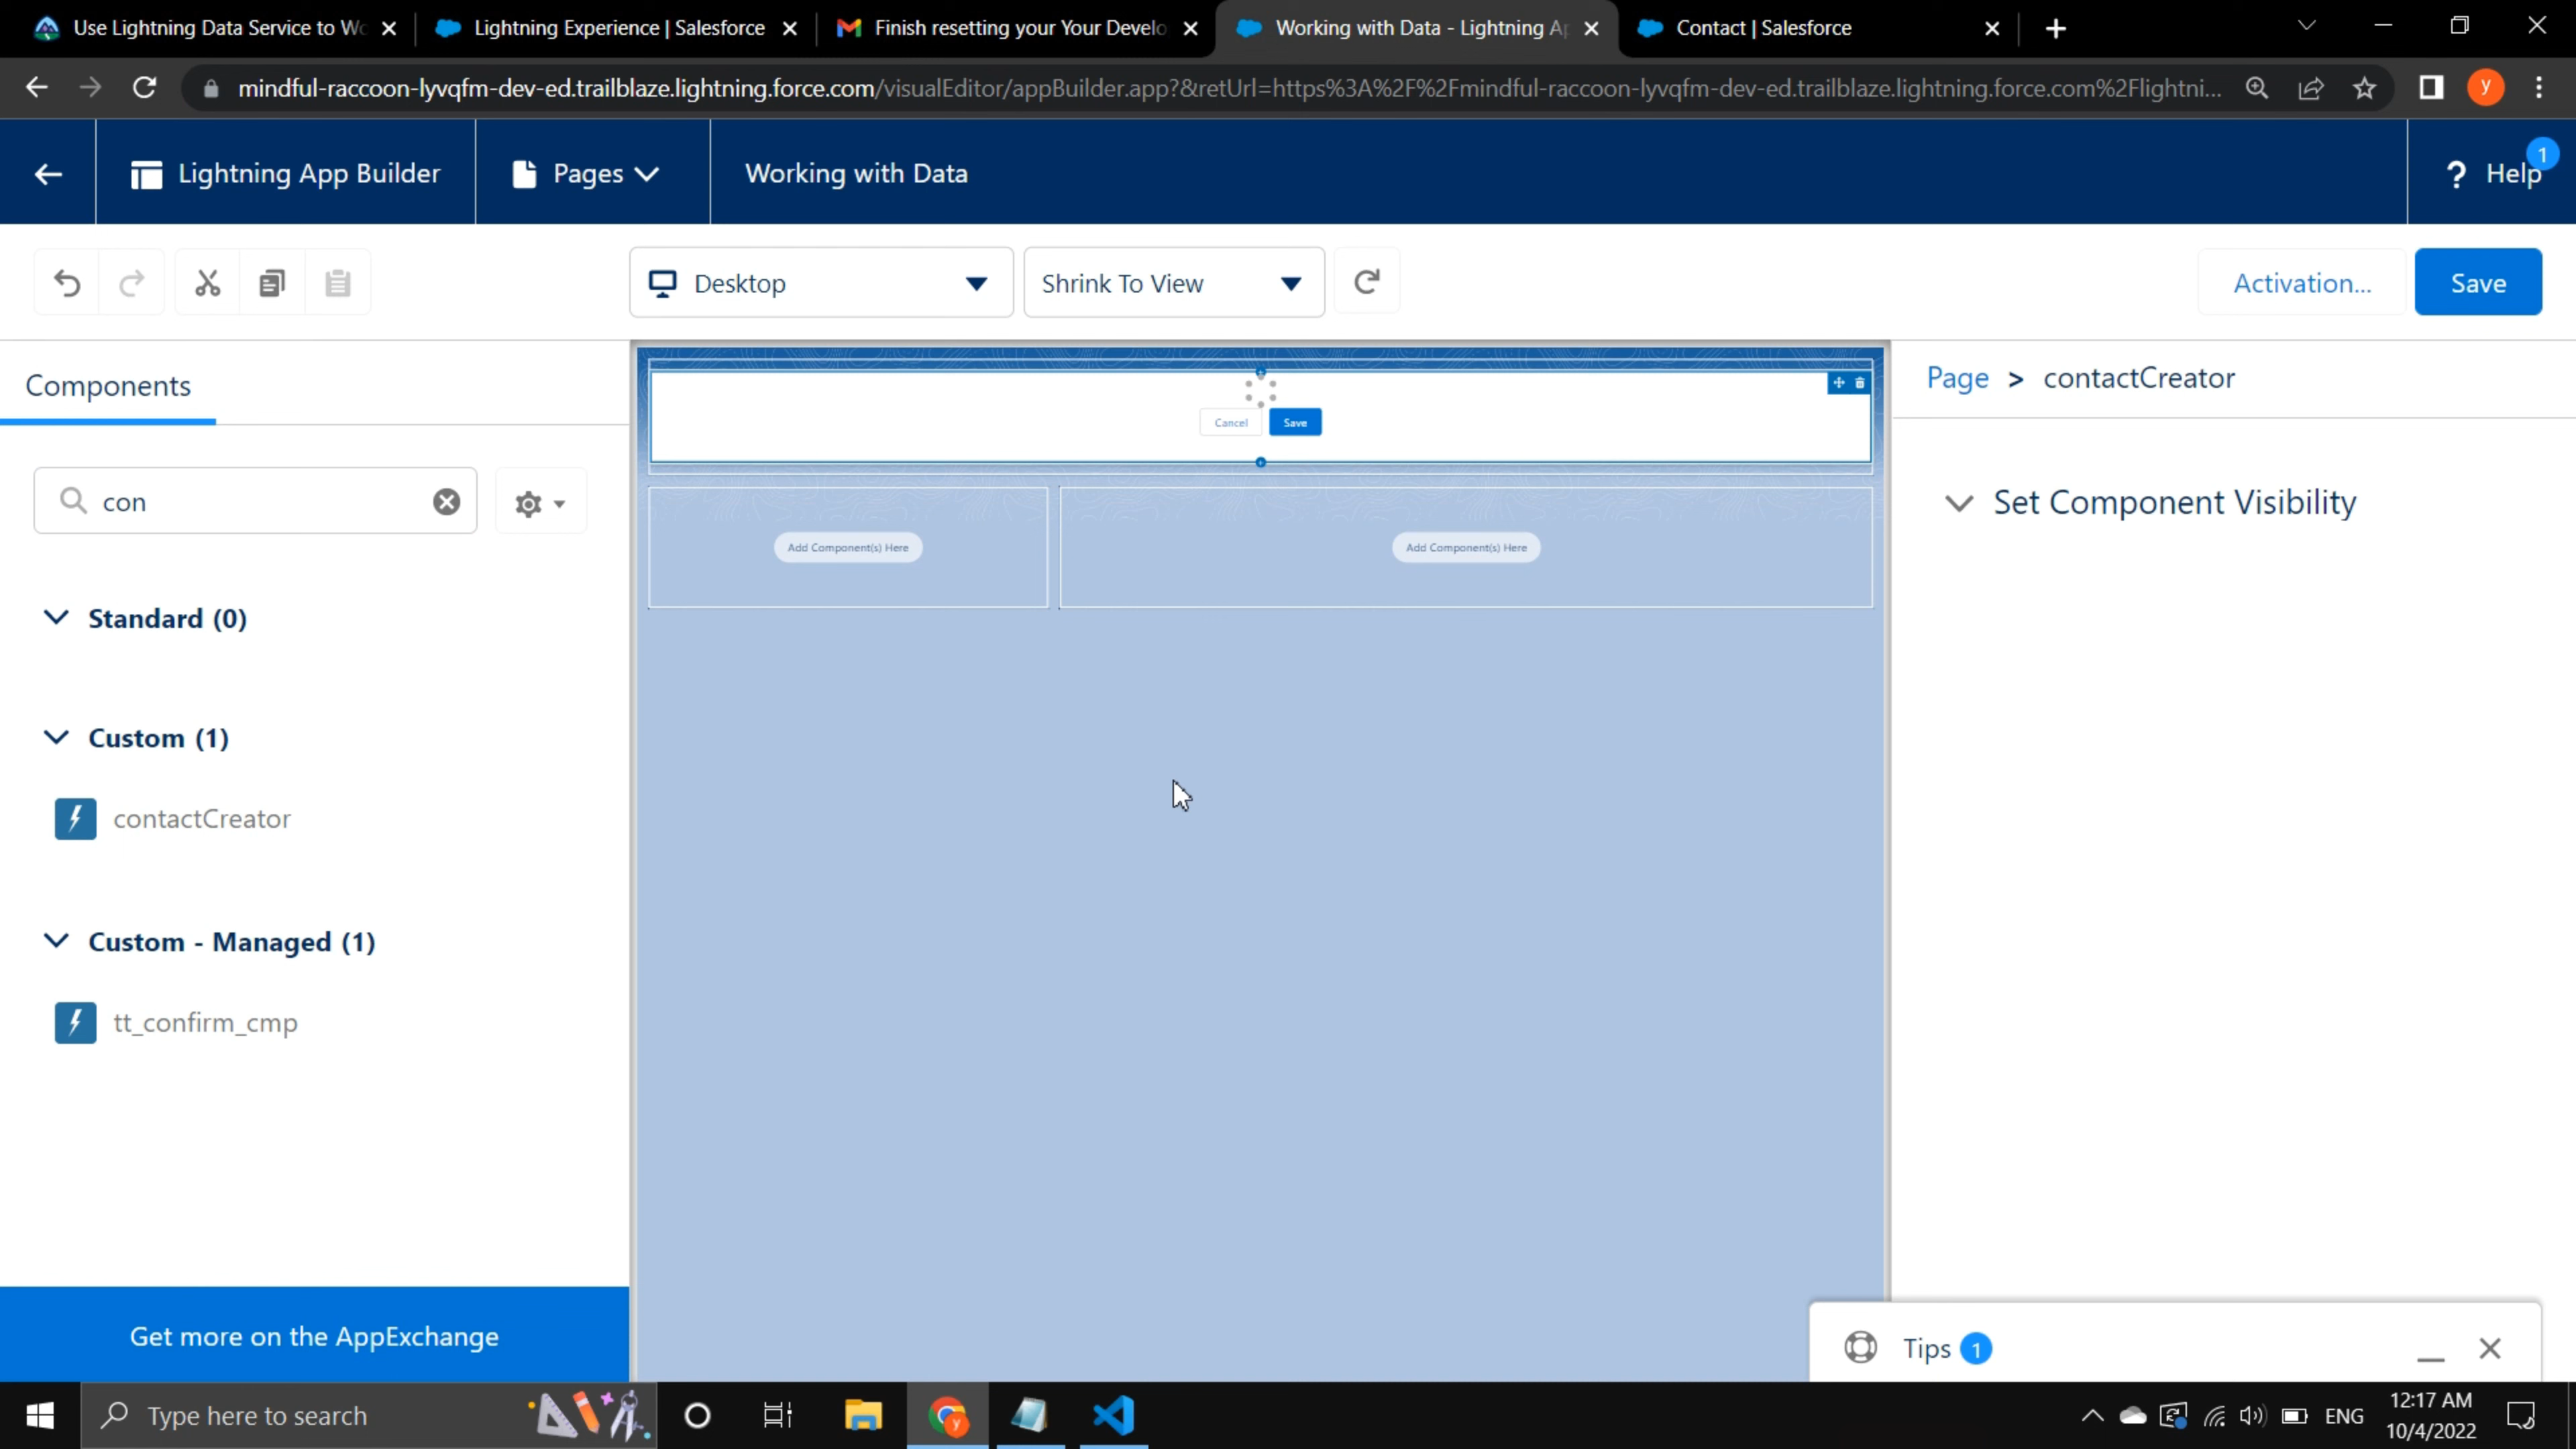 Use Lightning Data Service to Wo
Lightning Experience | Salesforce
Finish resetting your Your Develo
Working with Data - Lightning Ap
Contact | Salesforce
mindful-raccoon-lyvqfm-dev-ed.trailblaze.lightning.force.com/visualEditor/appBuilder.app?&retUrl=https%3A%2F%2Fmindful-raccoon-lyvqfm-dev-ed.trailblaze.lightning.force.com%2Flightni...
y
Lightning App Builder
Pages
Working with Data
? Help
1
Desktop
Shrink To View
Activation...
Save
Components
con
Standard (0)
Custom (1)
contactCreator
Custom - Managed (1)
tt_confirm_cmp
Get more on the AppExchange
Cancel
Save
Add Component(s) Here
Add Component(s) Here
Page > contactCreator
Set Component Visibility
Tips 1
Type here to search
y
ENG
12:17 AM
10/4/2022